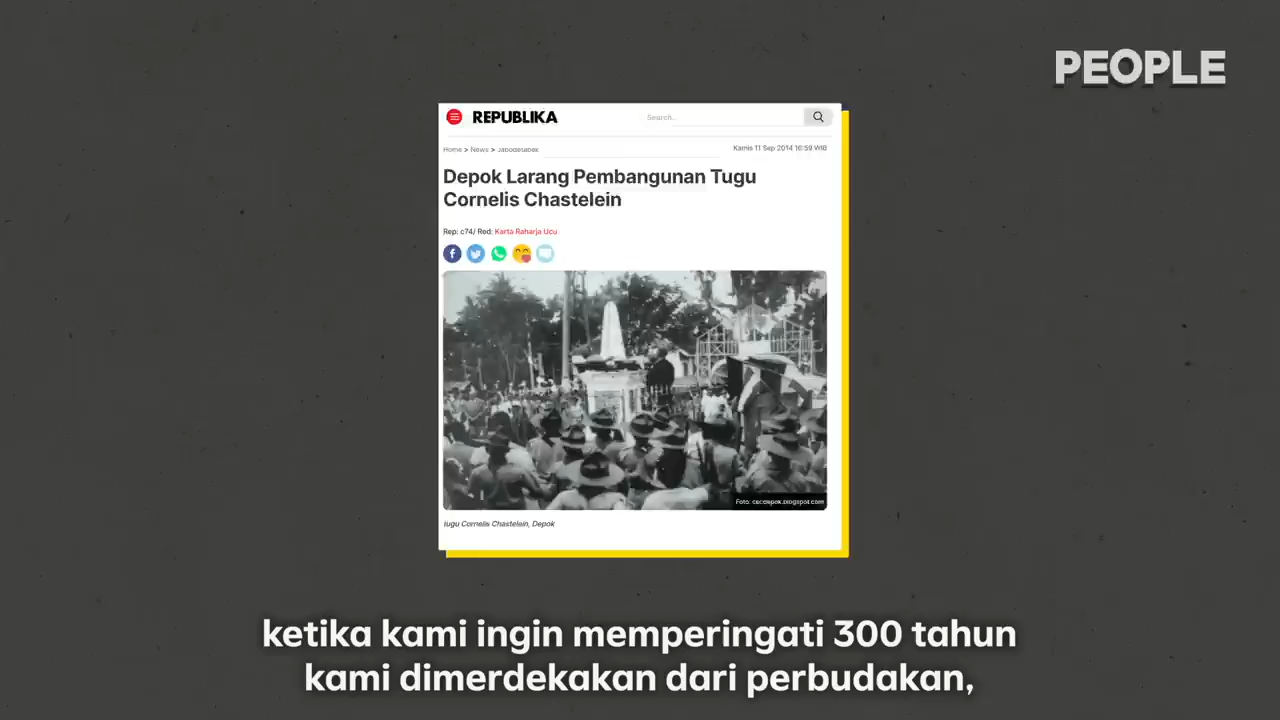 PEOPLE
REPUBLIKA
Search...
Home > News > Jabodetabek
Kamis 11 Sep 2014 16:59 WIB
Depok Larang Pembangunan Tugu
Cornelis Chastelein
Rep: c74/ Red: Karta Raharja Ucu
Tugu Cornelis Chastelein, Depok
ketika kami ingin memperingati 300 tahun
kami dimerdekakan dari perbudakan,